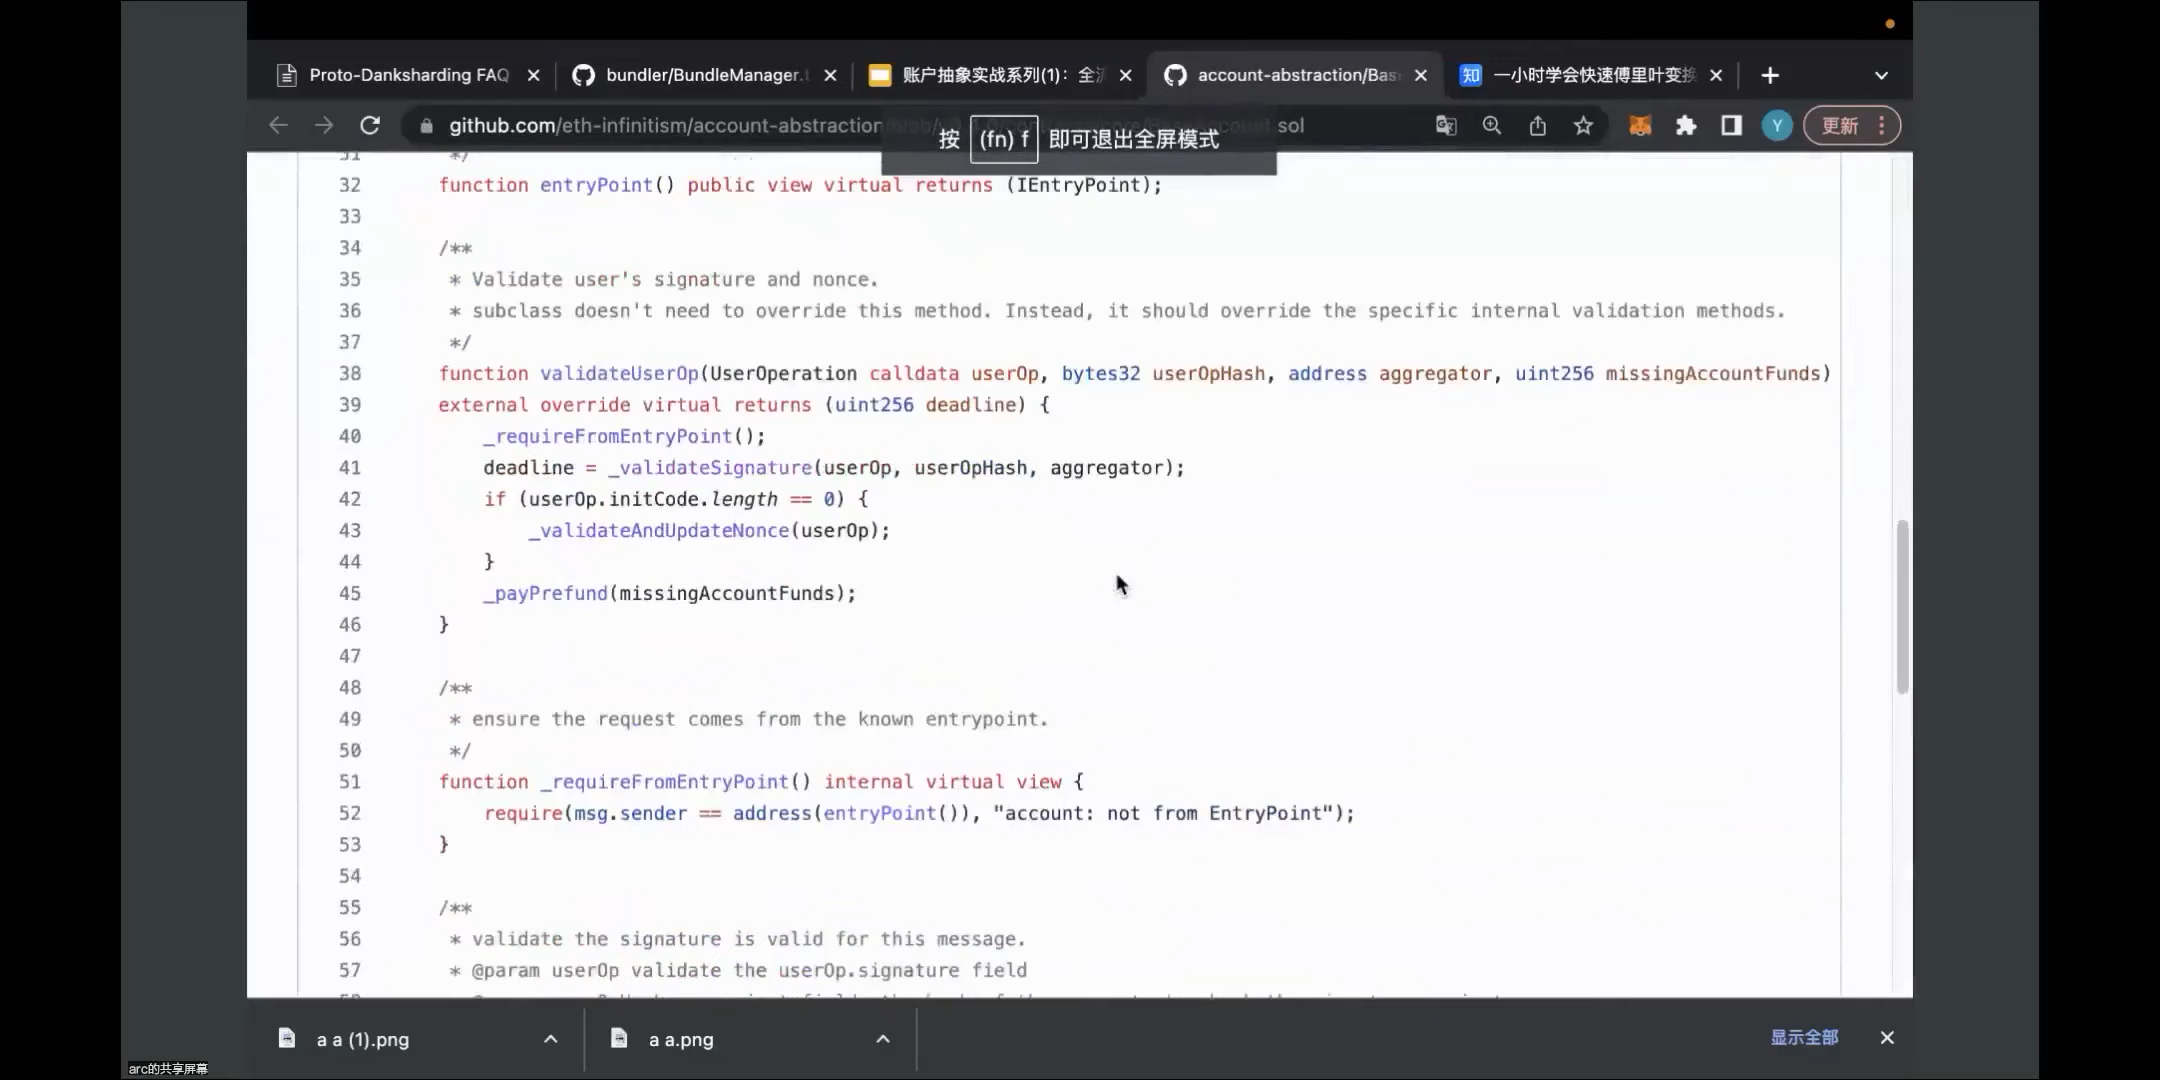 Proto-Danksharding FAQ
bundler/BundleManager.
账户抽象实战系列(1)：全
account-abstraction/Bas
知 一小时学会快速傅里叶变换
github.com/eth-infinitism/account-abstraction
.sol
按 (fn) f 即可退出全屏模式
Y
更新
31 */
32 function entryPoint() public view virtual returns (IEntryPoint);
33
34 /**
35 * Validate user's signature and nonce.
36 * subclass doesn't need to override this method. Instead, it should override the specific internal validation methods.
37 */
38 function validateUserOp(UserOperation calldata userOp, bytes32 userOpHash, address aggregator, uint256 missingAccountFunds)
39 external override virtual returns (uint256 deadline) {
40 _requireFromEntryPoint();
41 deadline = _validateSignature(userOp, userOpHash, aggregator);
42 if (userOp.initCode.length == 0) {
43 _validateAndUpdateNonce(userOp);
44 }
45 _payPrefund(missingAccountFunds);
46 }
47
48 /**
49 * ensure the request comes from the known entrypoint.
50 */
51 function _requireFromEntryPoint() internal virtual view {
52 require(msg.sender == address(entryPoint()), "account: not from EntryPoint");
53 }
54
55 /**
56 * validate the signature is valid for this message.
57 * @param userOp validate the userOp.signature field
a a (1).png
a a.png
显示全部
arc的共享屏幕